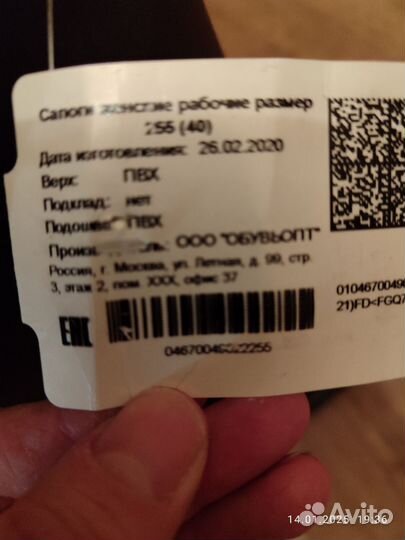 Сапоги женские рабочие размер
255 (40)
Дата изготовления: 26.02.2020
Верх: ПВХ
Подклад: нет
Подошва: ПВХ
ООО "ОБУВЬОПТ"
Россия, г. Москва, ул. Летная, д. 99, стр.
3, этаж 2, пом. XXX, офис 37
EAC
21)FD<FGQ7
14.01.2025 19:36
Avito